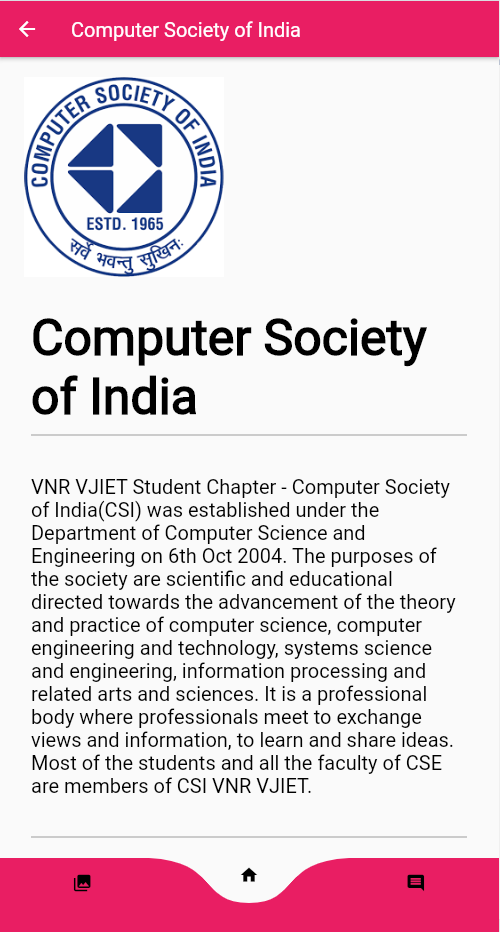 Computer Society of India
COMPUTER SOCIETY OF INDIA
ESTD. 1965
सर्वे भवन्तु सुखिनः
Computer Society
of India
VNR VJIET Student Chapter - Computer Society
of India(CSI) was established under the
Department of Computer Science and
Engineering on 6th Oct 2004. The purposes of
the society are scientific and educational
directed towards the advancement of the theory
and practice of computer science, computer
engineering and technology, systems science
and engineering, information processing and
related arts and sciences. It is a professional
body where professionals meet to exchange
views and information, to learn and share ideas.
Most of the students and all the faculty of CSE
are members of CSI VNR VJIET.